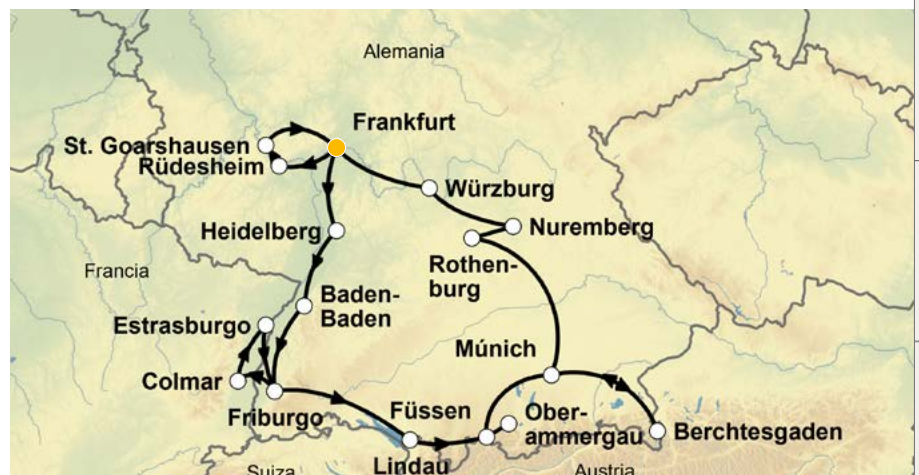 Alemania
Frankfurt
St. Goarshausen
Rüdesheim
Würzburg
Nuremberg
Heidelberg
Rothen-
burg
Francia
Baden-
Baden
Estrasburgo
Múnich
Colmar
Friburgo
Füssen
Ober-
ammergau
Berchtesgaden
Lindau
Suiza
Austria